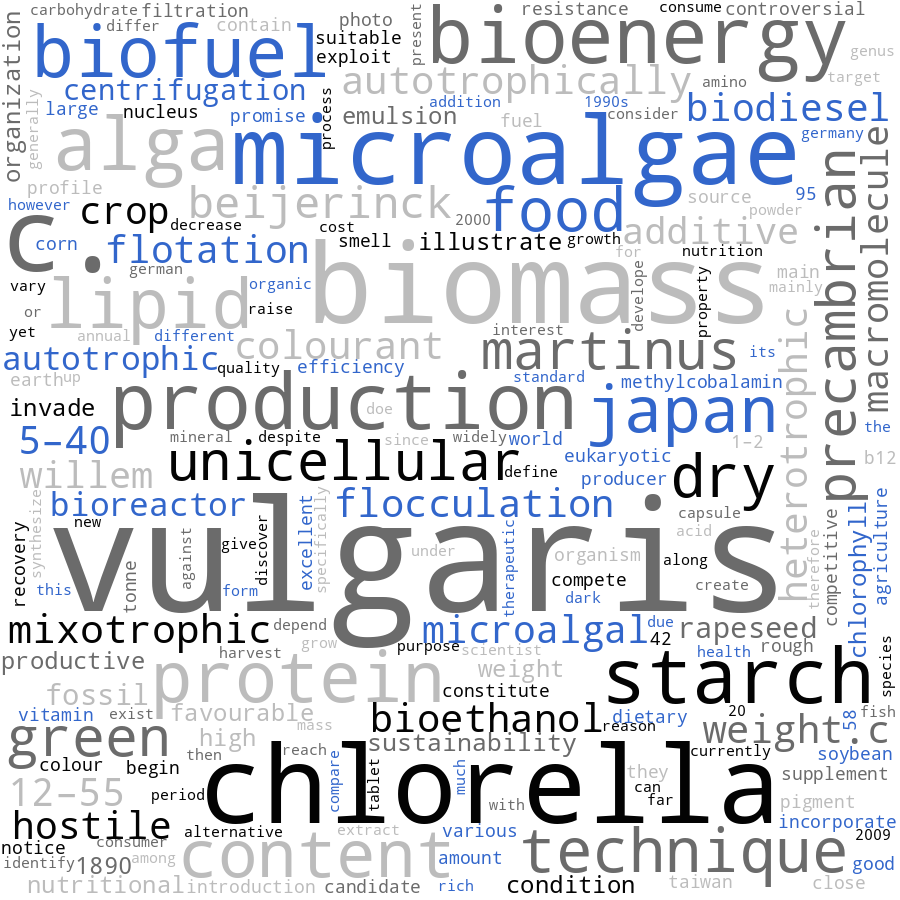 carbohydrate
filtration
present
resistance
consume
controversial
differ
contain
photo
bioenergy
genus
organization
biofuel
suitable
exploit
autotrophically
amino
target
centrifugation
generally
large
nucleus
promise
process
emulsion
addition
fuel
1990s
consider
biodiesel
germany
alga
microalgae
precambrian
macromolecule
profile
however
crop
decrease
beijerinck
2000
food
source
powder
95
c.
corn
flotation
german
cost
smell
illustrate
growth
additive
for
nutrition
vary
or
yet
lipid
organic
raise
biomass
develope
property
main
mainly
annual
different
colourant
interest
martinus
its
heterotrophic
autotrophic
quality
efficiency
standard
methylcobalamin
earth
up
invade
production
doe
japan
the
5–40
mineral
despite
since
widely
world
1–2
b12
willem
unicellular
define
eukaryotic
producer
dry
bioreactor
flocculation
capsule
synthesize
recovery
new
vulgaris
against
give
discover
excellent
specifically
under
therapeutic
organism
acid
along
compete
create
dark
therefore
competitive
chlorophyll
agriculture
this
tonne
form
mixotrophic
depend
grow
microalgal
due
42
rapeseed
health
rough
species
productive
harvest
purpose
scientist
protein
weight
constitute
starch
fossil
vitamin
exist
favourable
mass
bioethanol
dietary
reason
20
58
fish
green
high
sustainability
weight.c
currently
soybean
colour
begin
then
reach
compare
tablet
much
chlorella
they
can
far
supplement
12–55
period
with
pigment
incorporate
hostile
alternative
extract
various
technique
2009
notice
consumer
identify
1890
among
content
amount
good
nutritional
introduction
candidate
rich
condition
taiwan
close